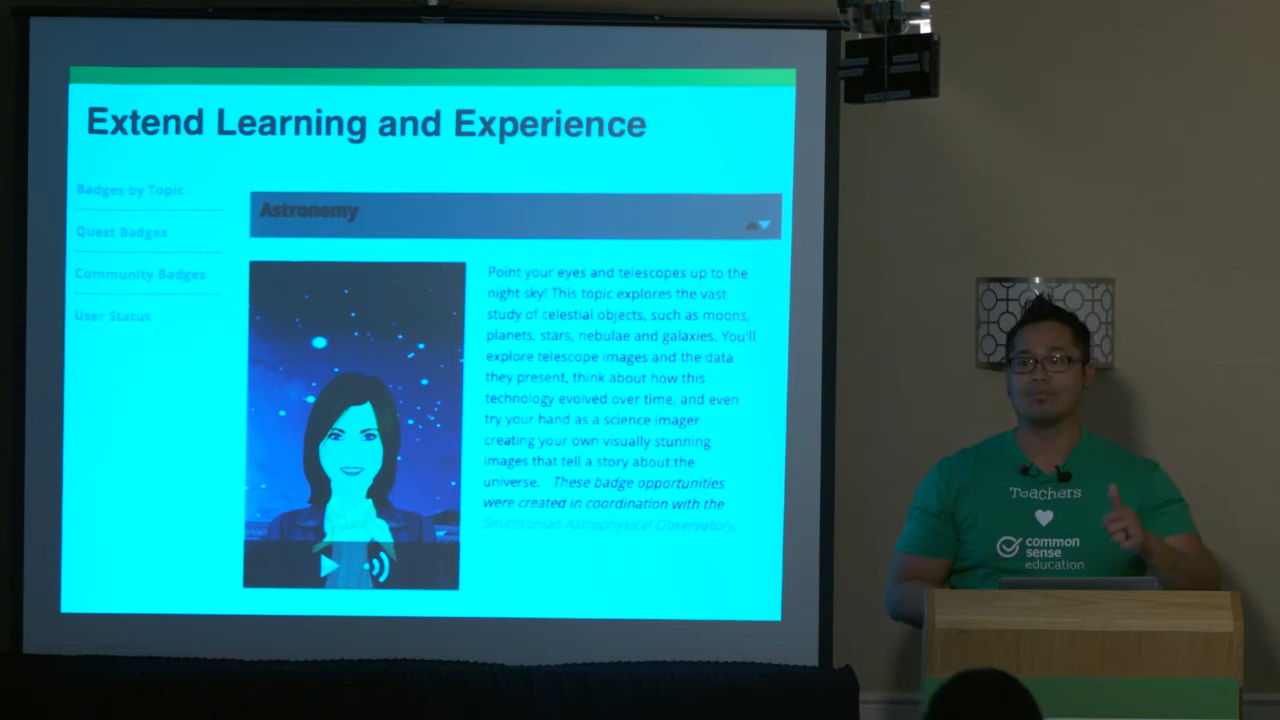 Extend Learning and Experience
Badges by Topic
Quest Badges
Community Badges
User Status
Astronomy
Point your eyes and telescopes up to the
night sky! This topic explores the vast
study of celestial objects, such as moons,
planets, stars, nebulae and galaxies. You'll
explore telescope images and the data
they present, think about how this
technology evolved over time, and even
try your hand as a science imager
creating your own visually stunning
images that tell a story about the
universe. These badge opportunities
were created in coordination with the
Smithsonian Astrophysical Observatory.
Teachers
common
sense
education